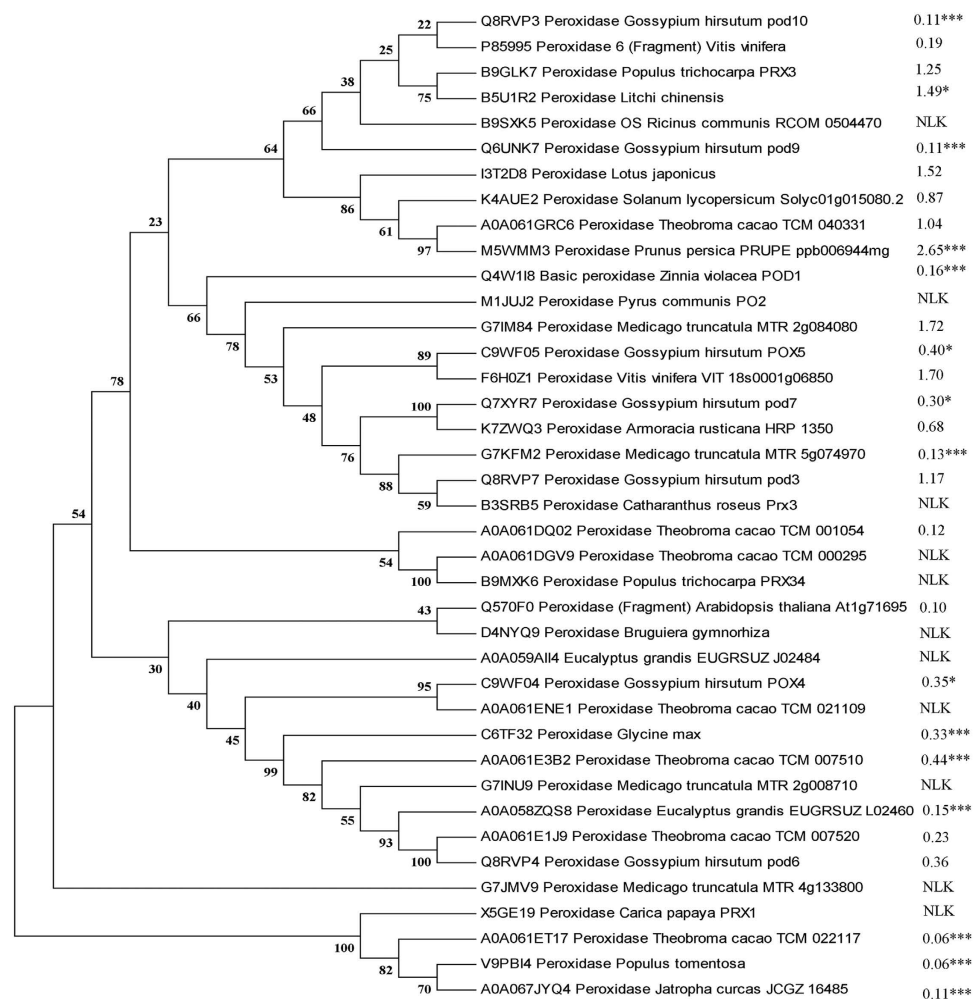 22 Q8RVP3 Peroxidase Gossypium hirsutum pod10 0.11***
P85995 Peroxidase 6 (Fragment) Vitis vinifera 0.19
25
B9GLK7 Peroxidase Populus trichocarpa PRX3 1.25
38
75 B5U1R2 Peroxidase Litchi chinensis 1.49*
66
B9SXK5 Peroxidase OS Ricinus communis RCOM 0504470 NLK
64
Q6UNK7 Peroxidase Gossypium hirsutum pod9 0.11***
I3T2D8 Peroxidase Lotus japonicus 1.52
86
K4AUE2 Peroxidase Solanum lycopersicum Solyc01g015080.2 0.87
23
61
A0A061GRC6 Peroxidase Theobroma cacao TCM 040331 1.04
97 M5WMM3 Peroxidase Prunus persica PRUPE ppb006944mg 2.65***
Q4W1I8 Basic peroxidase Zinnia violacea POD1 0.16***
66
M1JUJ2 Peroxidase Pyrus communis PO2 NLK
78
G7IM84 Peroxidase Medicago truncatula MTR 2g084080 1.72
89 C9WF05 Peroxidase Gossypium hirsutum POX5 0.40*
53
78
F6H0Z1 Peroxidase Vitis vinifera VIT 18s0001g06850 1.70
100 Q7XYR7 Peroxidase Gossypium hirsutum pod7 0.30*
48
K7ZWQ3 Peroxidase Armoracia rusticana HRP 1350 0.68
76
G7KFM2 Peroxidase Medicago truncatula MTR 5g074970 0.13***
88
Q8RVP7 Peroxidase Gossypium hirsutum pod3 1.17
59 B3SRB5 Peroxidase Catharanthus roseus Prx3 NLK
54
A0A061DQ02 Peroxidase Theobroma cacao TCM 001054 0.12
54
A0A061DGV9 Peroxidase Theobroma cacao TCM 000295 NLK
100 B9MXK6 Peroxidase Populus trichocarpa PRX34 NLK
43 Q570F0 Peroxidase (Fragment) Arabidopsis thaliana At1g71695 0.10
D4NYQ9 Peroxidase Bruguiera gymnorhiza NLK
30
A0A059AII4 Eucalyptus grandis EUGRSUZ J02484 NLK
40
95 C9WF04 Peroxidase Gossypium hirsutum POX4 0.35*
A0A061ENE1 Peroxidase Theobroma cacao TCM 021109 NLK
45
C6TF32 Peroxidase Glycine max 0.33***
99
A0A061E3B2 Peroxidase Theobroma cacao TCM 007510 0.44***
82
G7INU9 Peroxidase Medicago truncatula MTR 2g008710 NLK
55
A0A058ZQS8 Peroxidase Eucalyptus grandis EUGRSUZ L02460 0.15***
93
A0A061E1J9 Peroxidase Theobroma cacao TCM 007520 0.23
100 Q8RVP4 Peroxidase Gossypium hirsutum pod6 0.36
G7JMV9 Peroxidase Medicago truncatula MTR 4g133800 NLK
X5GE19 Peroxidase Carica papaya PRX1 NLK
100
A0A061ET17 Peroxidase Theobroma cacao TCM 022117 0.06***
82
V9PBI4 Peroxidase Populus tomentosa 0.06***
70 A0A067JYQ4 Peroxidase Jatropha curcas JCGZ 16485 0.11***